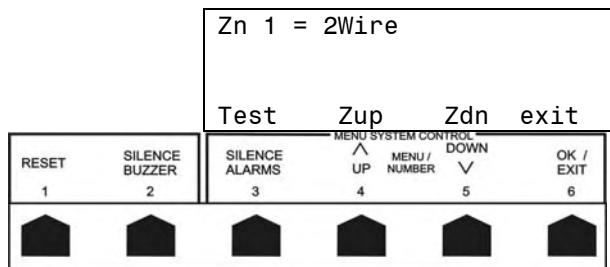 Zn 1 = 2Wire
Test Zup Zdn exit
MENU SYSTEM CONTROL
RESET SILENCE BUZZER SILENCE ALARMS UP MENU / NUMBER DOWN OK / EXIT
1 2 3 4 5 6